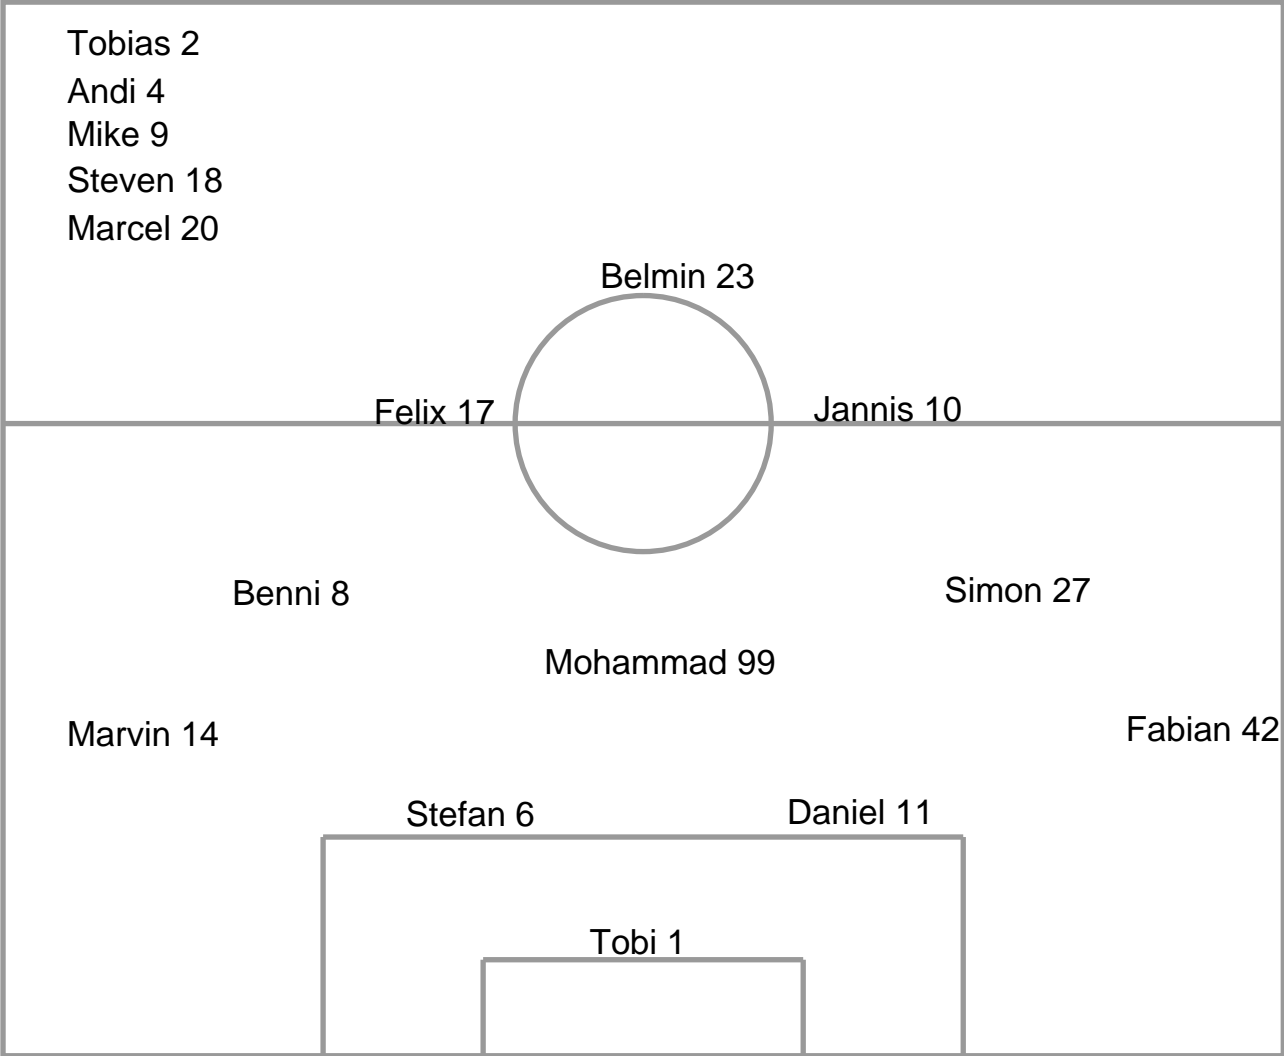 Tobias 2
Andi 4
Mike 9
Steven 18
Marcel 20
Belmin 23
Felix 17
Jannis 10
Benni 8
Simon 27
Mohammad 99
Marvin 14
Fabian 42
Stefan 6
Daniel 11
Tobi 1